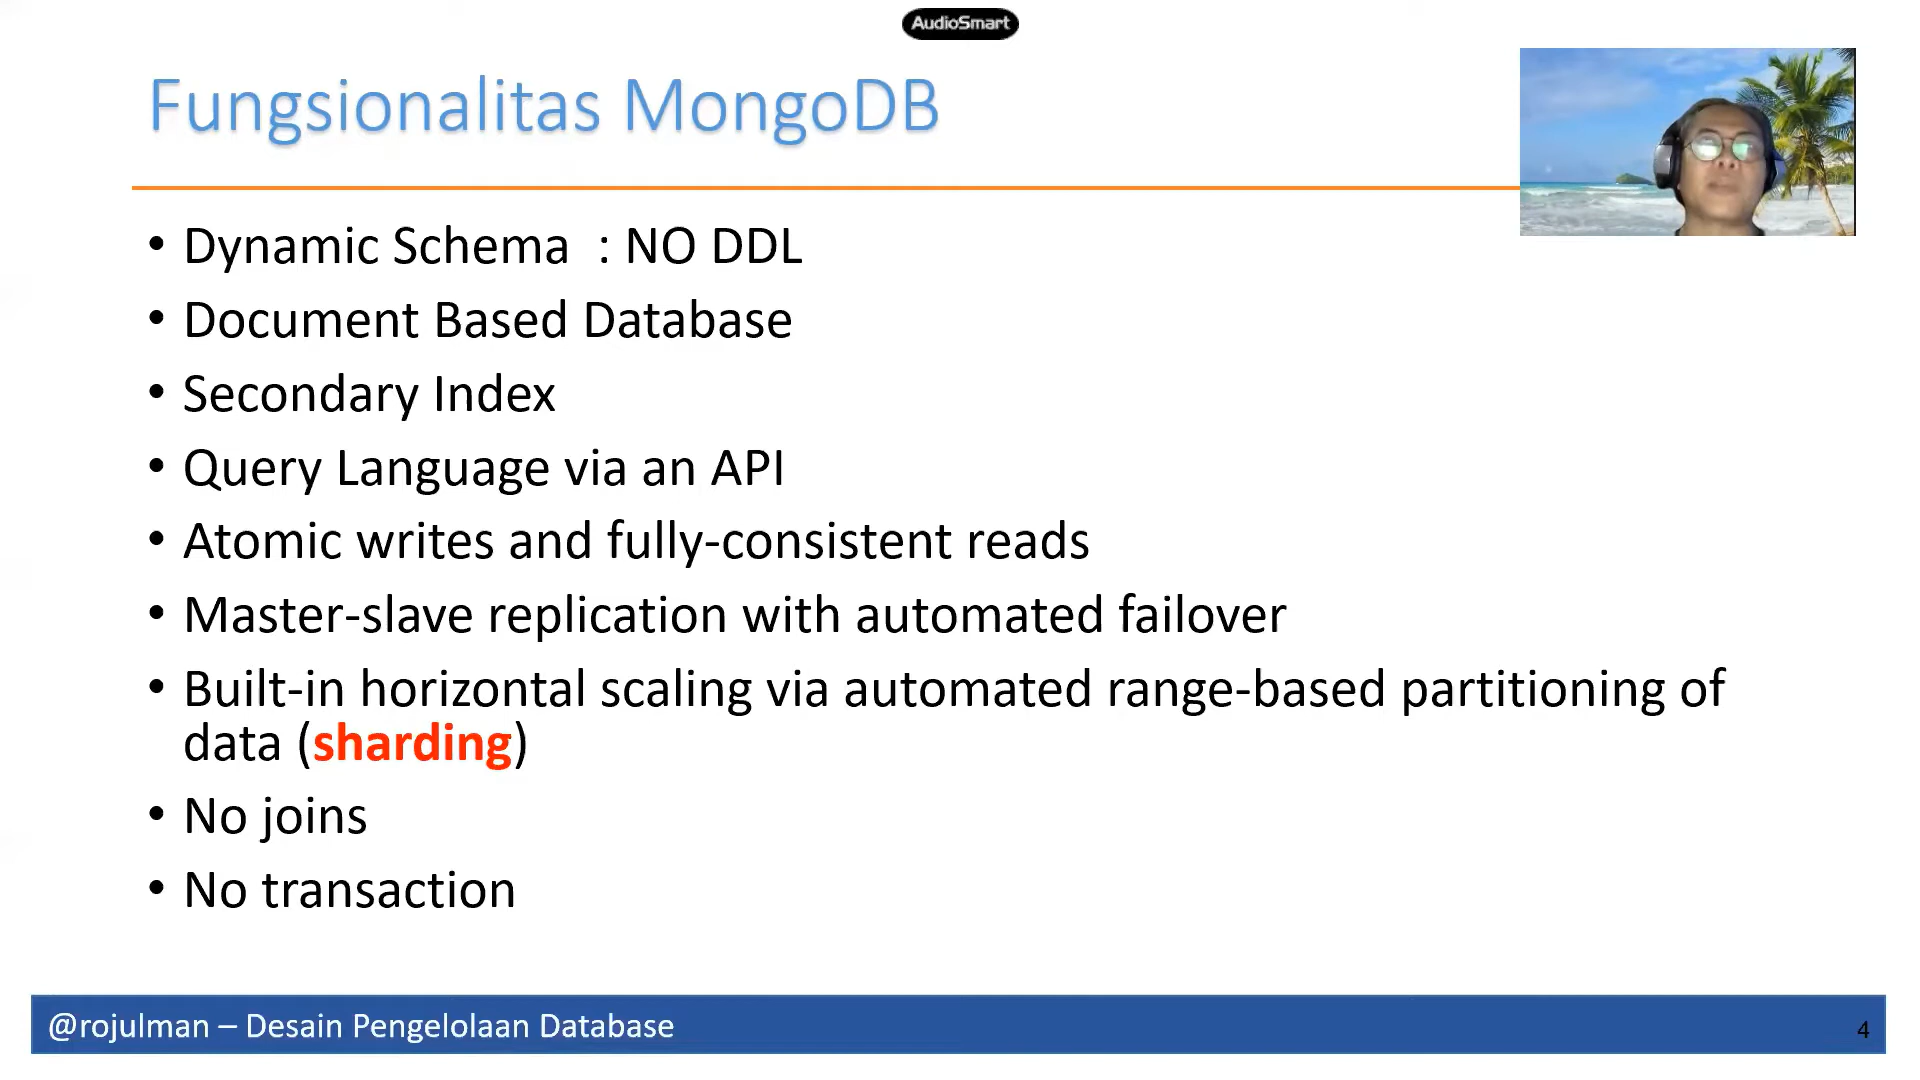 AudioSmart
Fungsionalitas MongoDB
• Dynamic Schema : NO DDL
• Document Based Database
• Secondary Index
• Query Language via an API
• Atomic writes and fully-consistent reads
• Master-slave replication with automated failover
• Built-in horizontal scaling via automated range-based partitioning of
data (sharding)
• No joins
• No transaction
@rojulman – Desain Pengelolaan Database
4